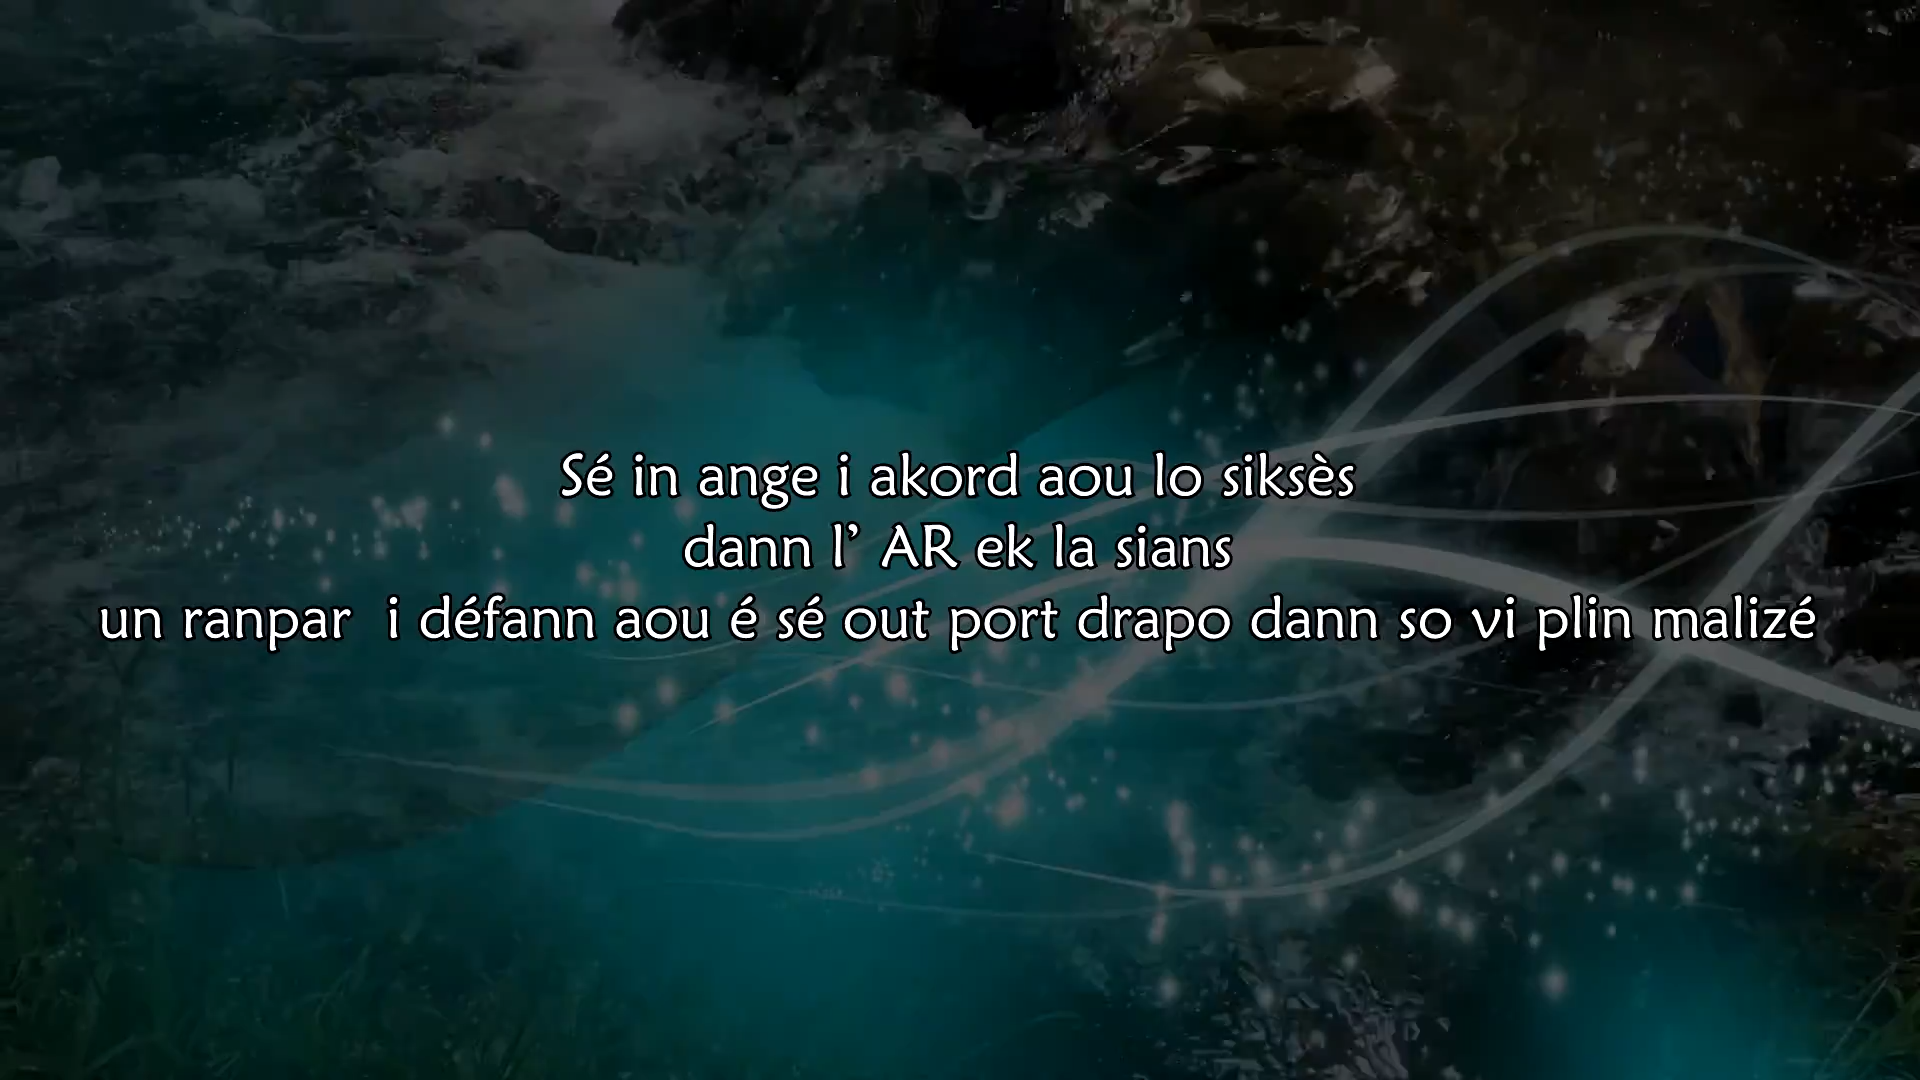 Sé in ange i akord aou lo siksès
dann l’ AR ek la sians
un ranpar  i défann aou é sé out port drapo dann so vi plin malizé